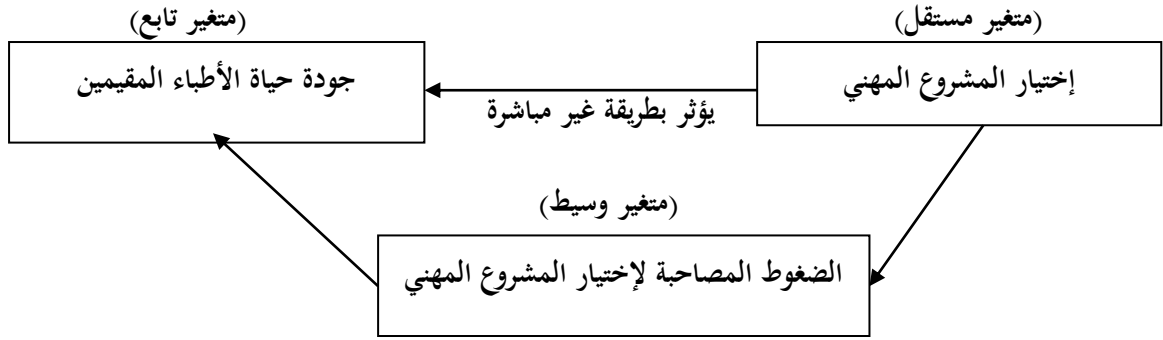 (متغير مستقل)
(متغير تابع)
إختيار المشروع المهني
جودة حياة الأطباء المقيمين
يؤثر بطريقة غير مباشرة
(متغير وسيط)
الضغوط المصاحبة لإختيار المشروع المهني